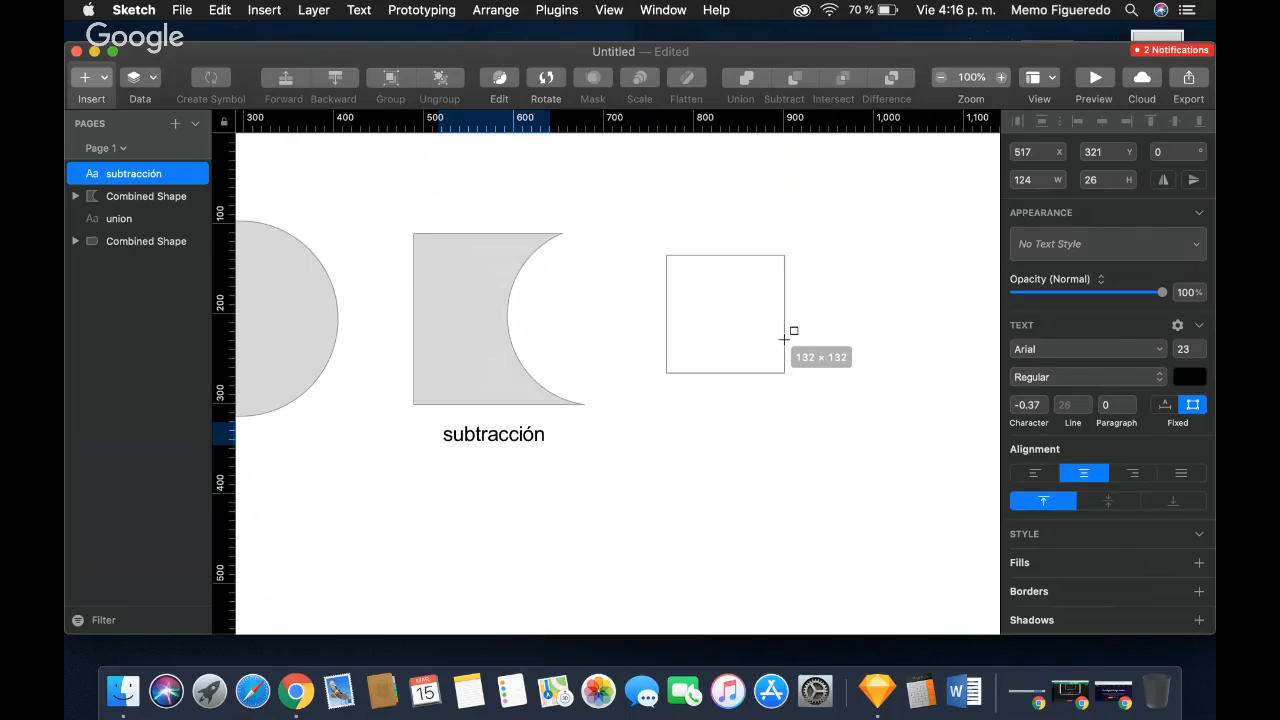 Sketch File Edit Insert Layer Text Prototyping Arrange Plugins View Window Help 70 % Vie 4:16 p. m. Memo Figueredo
Google
Untitled — Edited
2 Notifications
Insert Data Create Symbol Forward Backward Group Ungroup Edit Rotate Mask Scale Flatten Union Subtract Intersect Difference 100% Zoom View Preview Cloud Export
PAGES
Page 1
Aa subtracción
Combined Shape
Aa union
Combined Shape
Filter
300 400 500 600 700 800 900 1,000 1,100
100
200
300
400
500
subtracción
132 × 132
517 X 321 Y 0 °
124 W 26 H
APPEARANCE
No Text Style
Opacity (Normal)
100%
TEXT
Arial 23
Regular
-0.37 26 0
Character Line Paragraph Fixed
Alignment
STYLE
Fills
Borders
Shadows
MAR
15